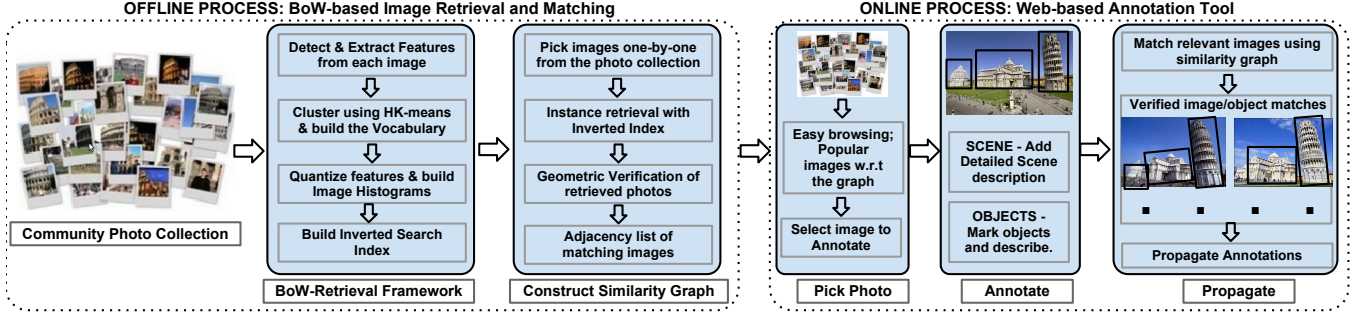 OFFLINE PROCESS: BoW-based Image Retrieval and Matching
Community Photo Collection
Detect & Extract Features
from each image
Cluster using HK-means
& build the Vocabulary
Quantize features & build
Image Histograms
Build Inverted Search
Index
BoW-Retrieval Framework
Pick images one-by-one
from the photo collection
Instance retrieval with
Inverted Index
Geometric Verification of
retrieved photos
Adjacency list of
matching images
Construct Similarity Graph
ONLINE PROCESS: Web-based Annotation Tool
Easy browsing;
Popular
images w.r.t
the graph
Select image to
Annotate
Pick Photo
SCENE - Add
Detailed Scene
description
OBJECTS -
Mark objects
and describe.
Annotate
Match relevant images using
similarity graph
Verified image/object matches
Propagate Annotations
Propagate